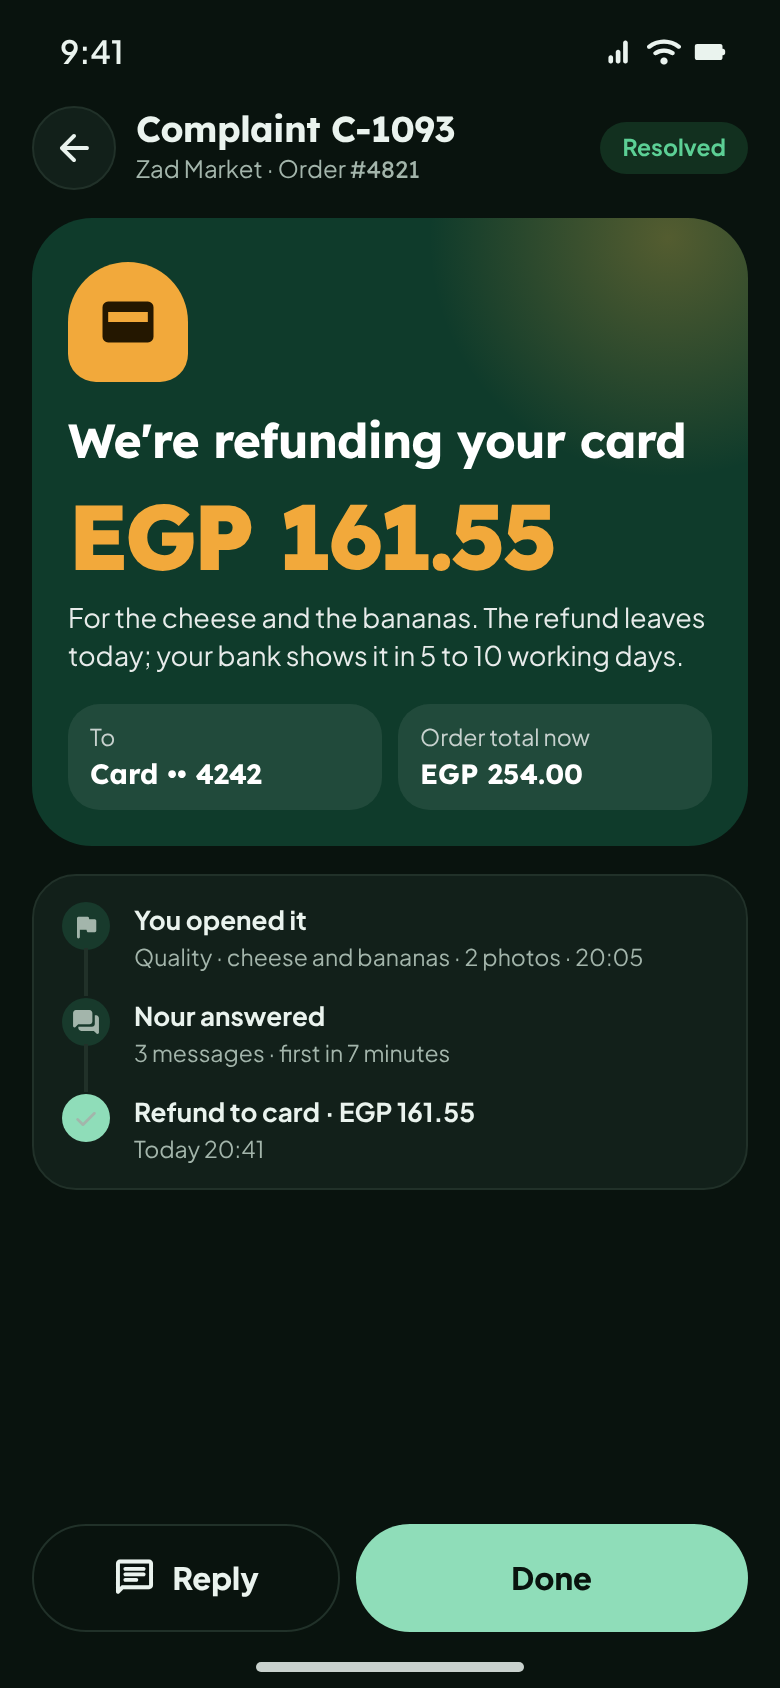 9:41
Complaint C-1093
Zad Market · Order #4821
Resolved
We're refunding your card
EGP 161.55
For the cheese and the bananas. The refund leaves
today; your bank shows it in 5 to 10 working days.
To
Card •• 4242
Order total now
EGP 254.00
You opened it
Quality · cheese and bananas · 2 photos · 20:05
Nour answered
3 messages · first in 7 minutes
Refund to card · EGP 161.55
Today 20:41
Reply
Done